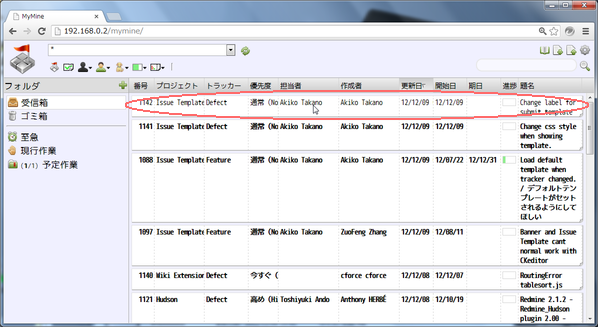 MyMine
192.168.0.2/mymine/
*
フォルダ
番号 プロジェクト トラッカー 優先度 担当者 作成者 更新日 開始日 期日 進捗 題名
受信箱
ゴミ箱
至急
現行作業
(1/1) 予定作業
1142 Issue Template Defect 通常 (No Akiko Takano Akiko Takano 12/12/09 12/12/09 Change label for
submit template
1141 Issue Template Defect 通常 (No Akiko Takano Akiko Takano 12/12/09 12/12/09 Change css style
when showing
template.
1088 Issue Template Feature 通常 (No Akiko Takano Akiko Takano 12/12/09 12/07/22 12/12/31 Load default
template when
tracker changed.
/ デフォルトテン
プレートがセット
されるようにして
ほしい
1097 Issue Template Feature 通常 (No Akiko Takano ZuoFeng Zhang 12/12/09 12/08/11 Banner and Issue
Template cant
normal work with
CKeditor
1140 Wiki Extension Defect 今すぐ ( cforce cforce 12/12/08 12/12/07 RoutingError
tablesort.js
1121 Hudson Defect 高め (Hi Toshiyuki Ando Anthony HERBÉ 12/12/08 12/10/19 Redmine 2.1.2 -
Redmine_Hudson
plugin 2.00 -